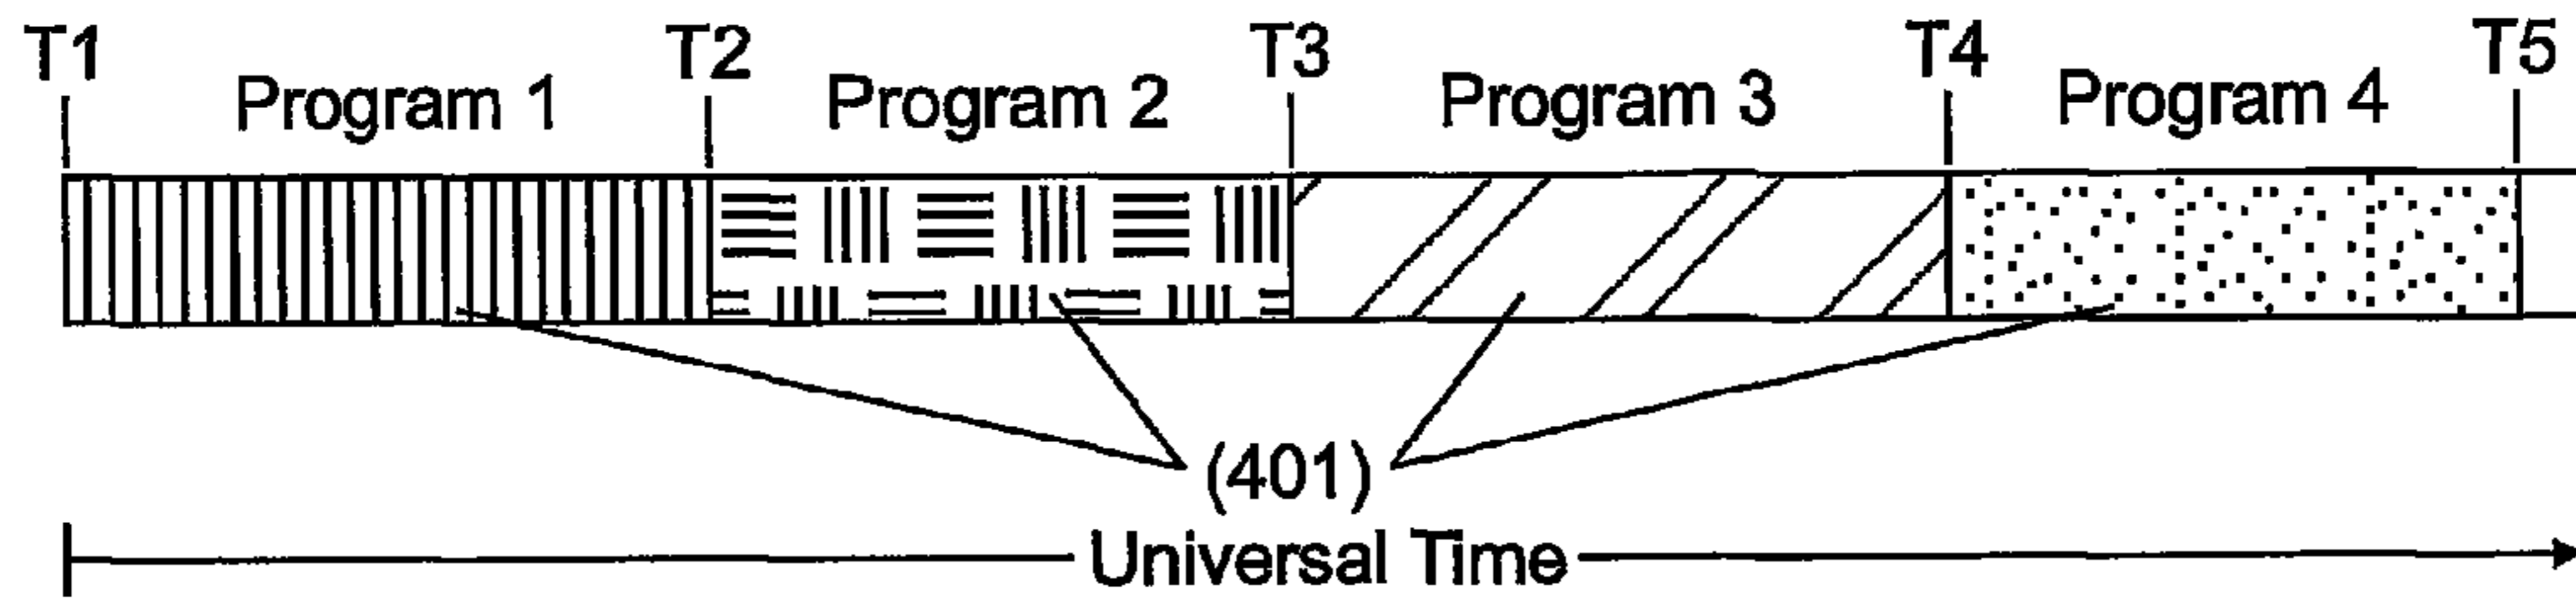 T1 T2 T3 T4 T5
Program 1 Program 2 Program 3 Program 4
(401)
Universal Time